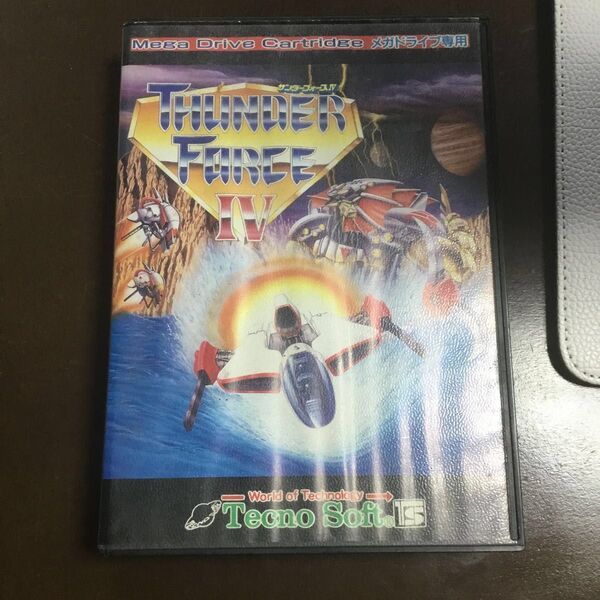 Mega Drive Cartridge メガドライブ専用
サンダーフォースIV
THUNDER
FORCE
IV
World of Technology
Tecno Soft® TS